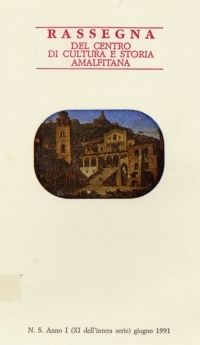 RASSEGNA
DEL CENTRO
DI CULTURA E STORIA
AMALFITANA
N. S. Anno I (XI dell'intera serie) giugno 1991